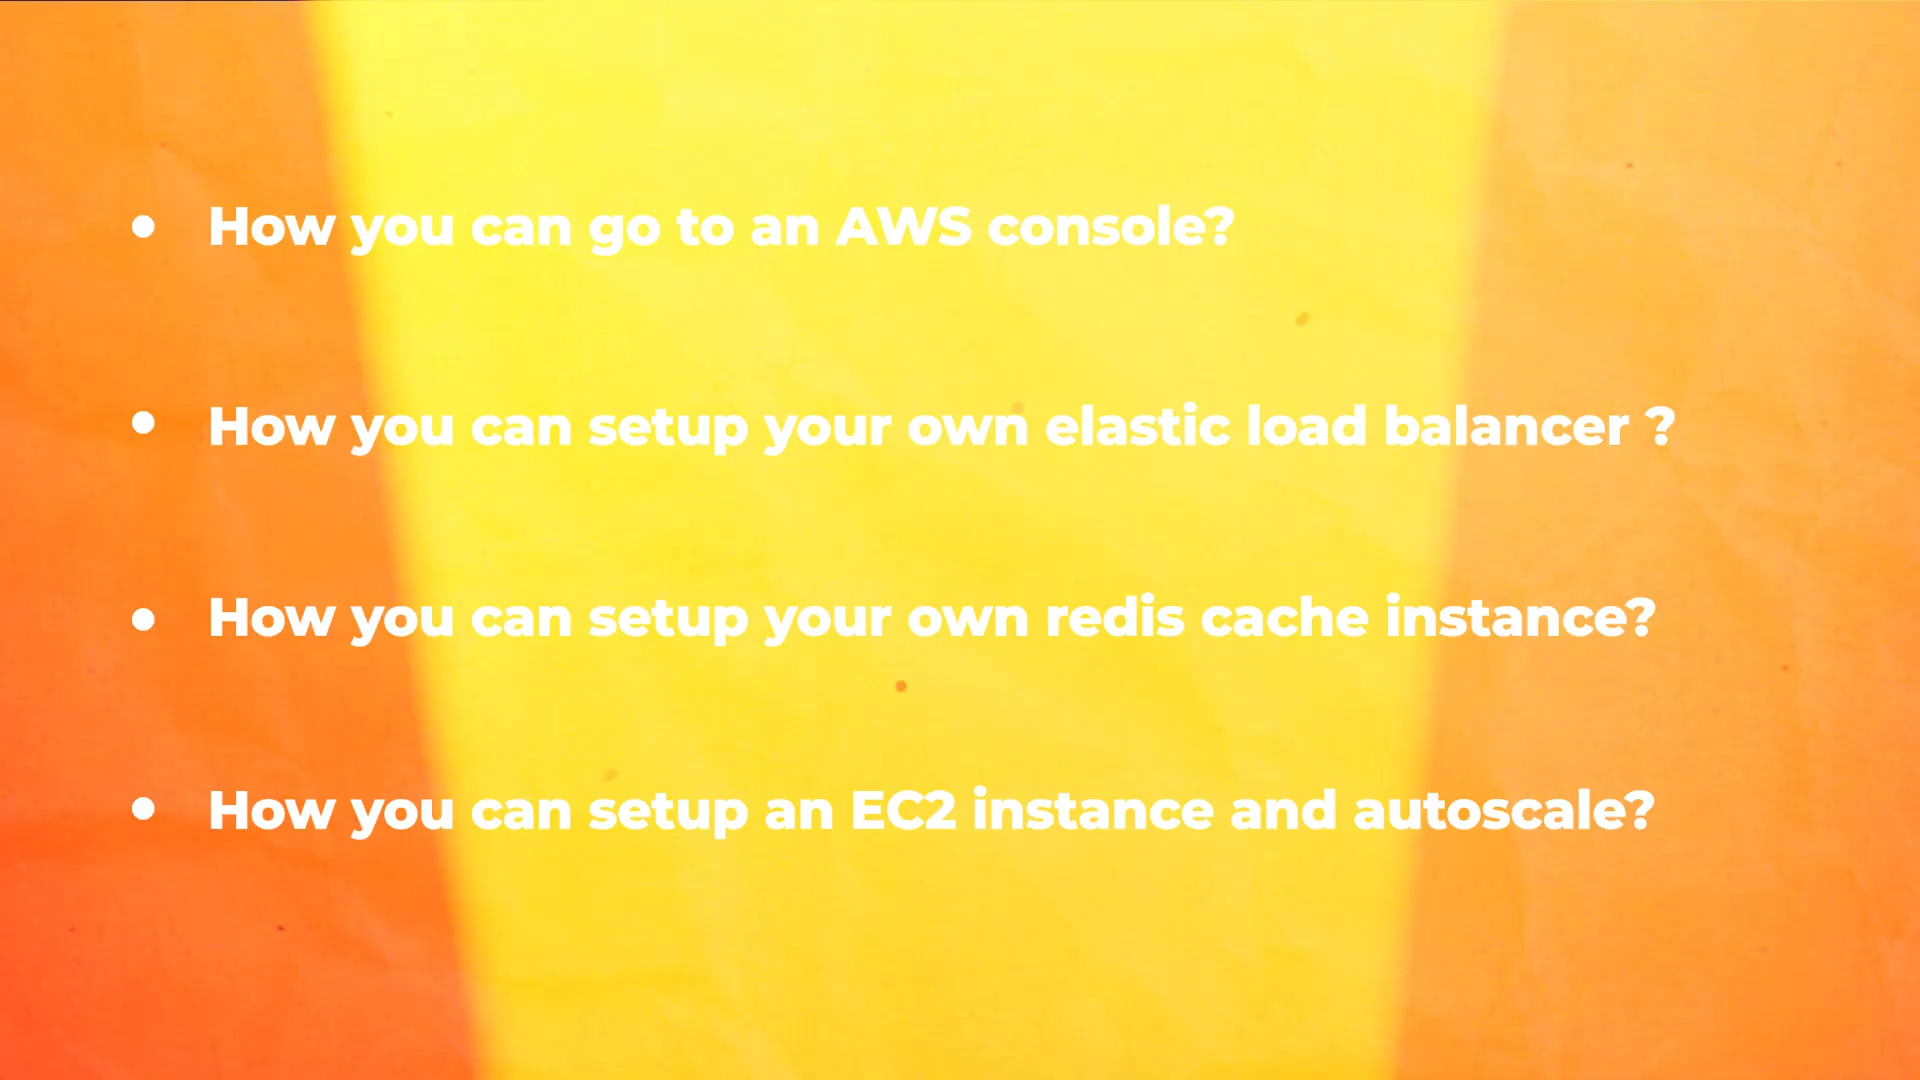 • How you can go to an AWS console?
• How you can setup your own elastic load balancer ?
• How you can setup your own redis cache instance?
• How you can setup an EC2 instance and autoscale?